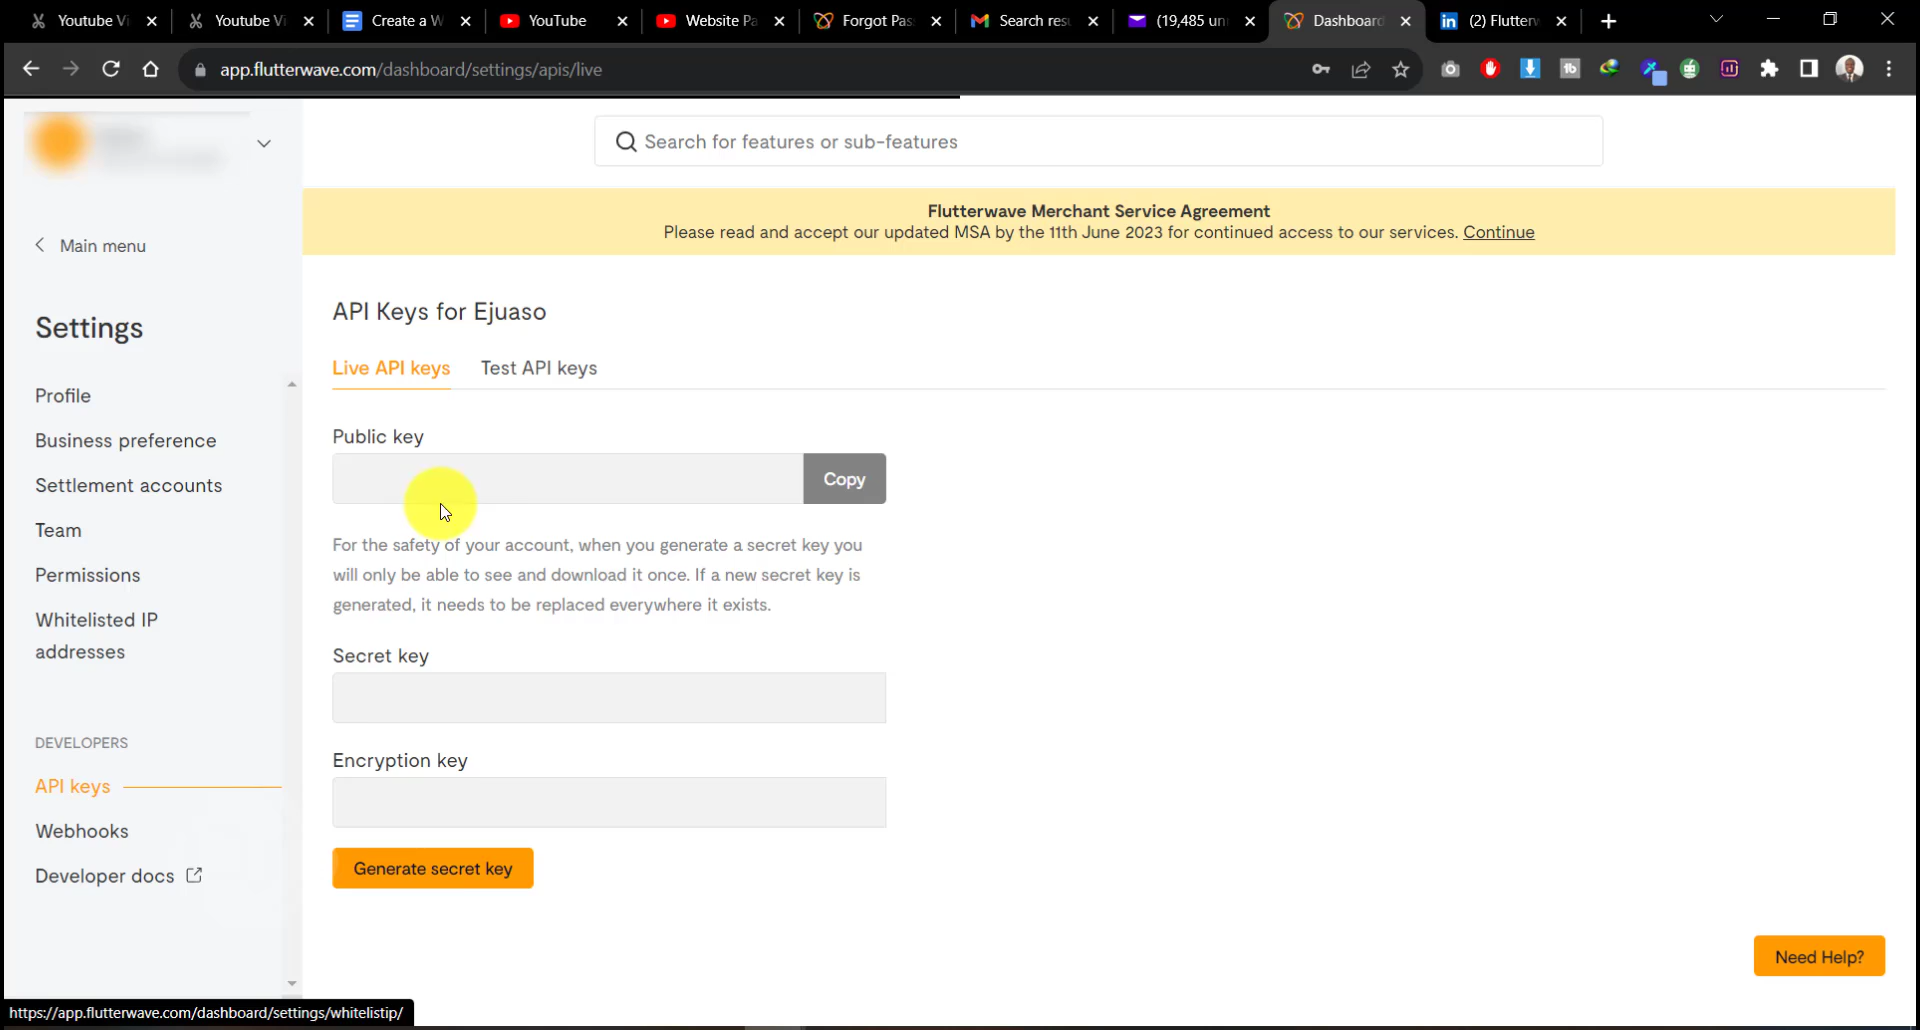 Youtube Vi
Youtube Vi
Create a W
YouTube
Website Pa
Forgot Pas
Search resu
(19,485 un
Dashboard
(2) Flutterw
app.flutterwave.com/dashboard/settings/apis/live
Search for features or sub-features
Flutterwave Merchant Service Agreement
Please read and accept our updated MSA by the 11th June 2023 for continued access to our services. Continue
Main menu
Settings
Profile
Business preference
Settlement accounts
Team
Permissions
Whitelisted IP
addresses
DEVELOPERS
API keys
Webhooks
Developer docs
API Keys for Ejuaso
Live API keys
Test API keys
Public key
Copy
For the safety of your account, when you generate a secret key you
will only be able to see and download it once. If a new secret key is
generated, it needs to be replaced everywhere it exists.
Secret key
Encryption key
Generate secret key
Need Help?
https://app.flutterwave.com/dashboard/settings/whitelistip/